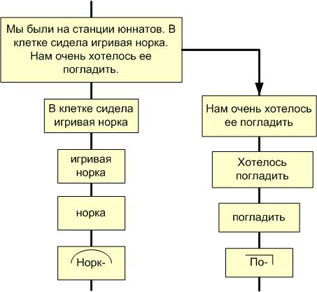 Мы были на станции юннатов. В
клетке сидела игривая норка.
Нам очень хотелось ее
погладить.
В клетке сидела
игривая норка
Нам очень хотелось
ее погладить
игривая
норка
Хотелось
погладить
норка
погладить
Норк-
По-